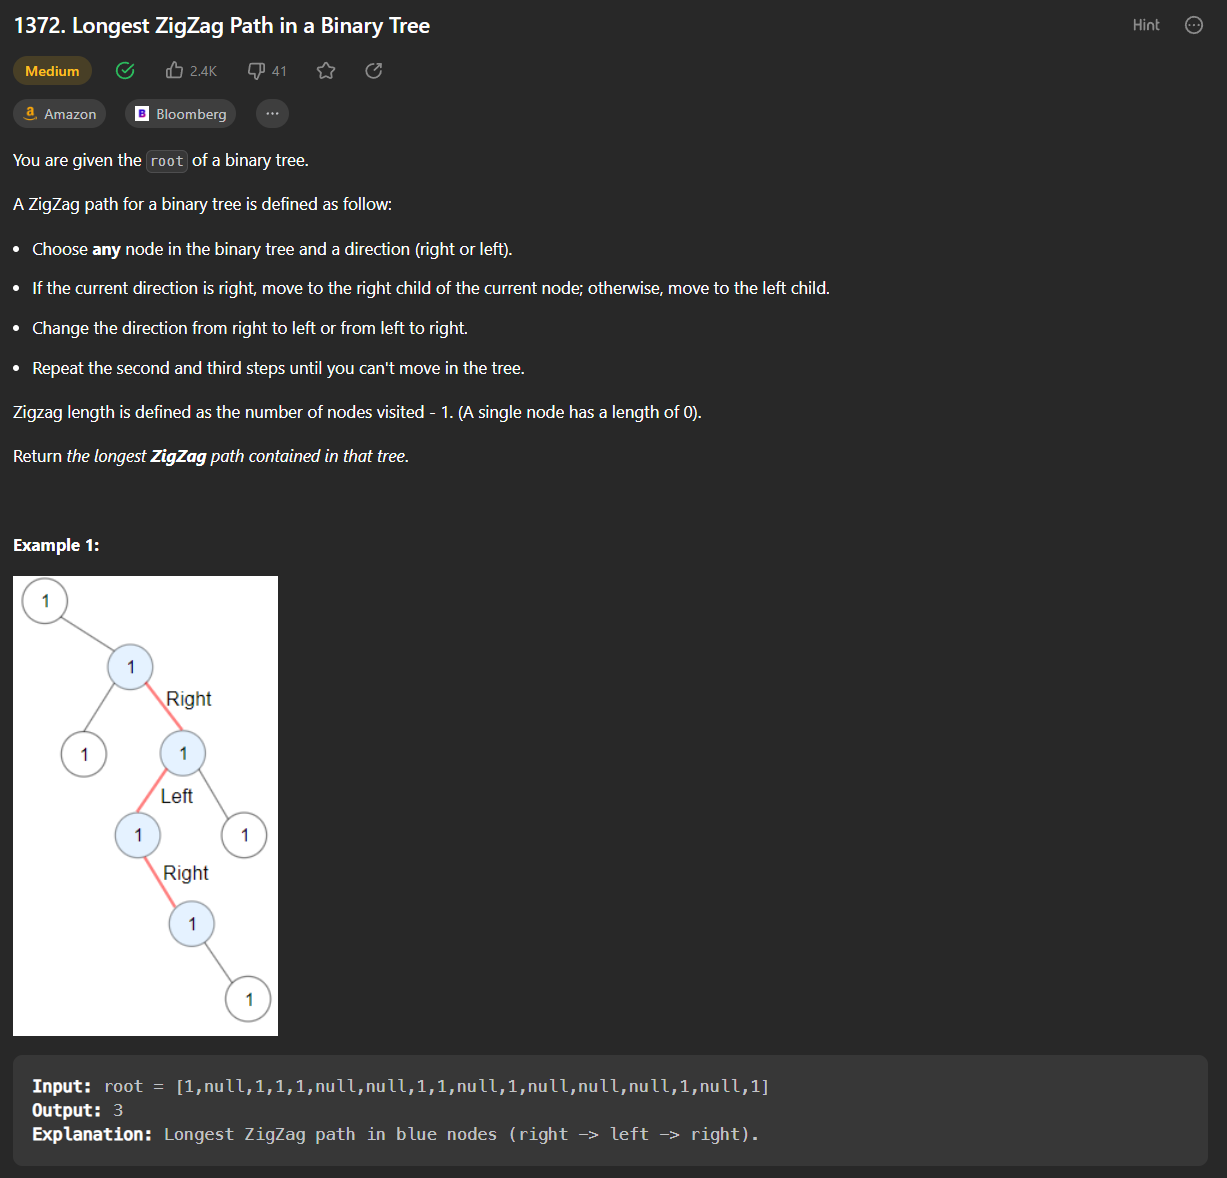 1372. Longest ZigZag Path in a Binary Tree
Hint
Medium 2.4K 41
Amazon B Bloomberg ...
You are given the root of a binary tree.
A ZigZag path for a binary tree is defined as follow:
• Choose any node in the binary tree and a direction (right or left).
• If the current direction is right, move to the right child of the current node; otherwise, move to the left child.
• Change the direction from right to left or from left to right.
• Repeat the second and third steps until you can't move in the tree.
Zigzag length is defined as the number of nodes visited - 1. (A single node has a length of 0).
Return the longest ZigZag path contained in that tree.
Example 1:
1
1
Right
1 1
Left
1 1
Right
1
1
Input: root = [1,null,1,1,1,null,null,1,1,null,1,null,null,null,1,null,1]
Output: 3
Explanation: Longest ZigZag path in blue nodes (right -> left -> right).